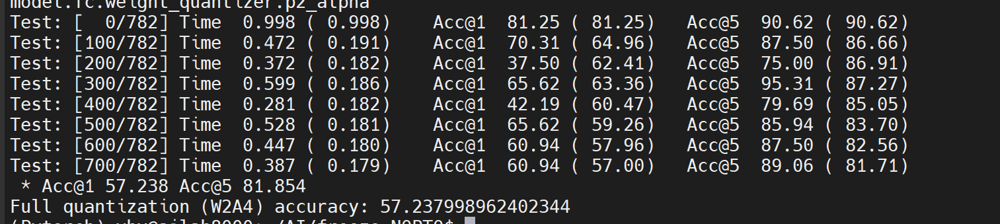 model.fc.weight_quantizer.p2_alpha
Test: [  0/782] Time  0.998 ( 0.998)    Acc@1  81.25 ( 81.25)   Acc@5  90.62 ( 90.62)
Test: [100/782] Time  0.472 ( 0.191)    Acc@1  70.31 ( 64.96)   Acc@5  87.50 ( 86.66)
Test: [200/782] Time  0.372 ( 0.182)    Acc@1  37.50 ( 62.41)   Acc@5  75.00 ( 86.91)
Test: [300/782] Time  0.599 ( 0.186)    Acc@1  65.62 ( 63.36)   Acc@5  95.31 ( 87.27)
Test: [400/782] Time  0.281 ( 0.182)    Acc@1  42.19 ( 60.47)   Acc@5  79.69 ( 85.05)
Test: [500/782] Time  0.528 ( 0.181)    Acc@1  65.62 ( 59.26)   Acc@5  85.94 ( 83.70)
Test: [600/782] Time  0.447 ( 0.180)    Acc@1  60.94 ( 57.96)   Acc@5  87.50 ( 82.56)
Test: [700/782] Time  0.387 ( 0.179)    Acc@1  60.94 ( 57.00)   Acc@5  89.06 ( 81.71)
 * Acc@1 57.238 Acc@5 81.854
Full quantization (W2A4) accuracy: 57.237998962402344